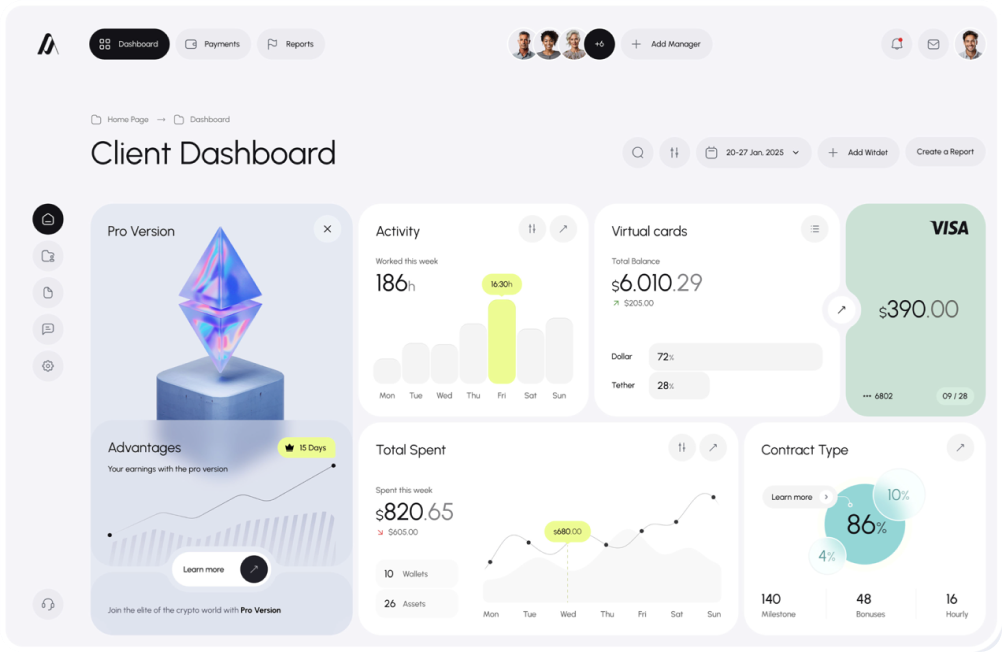 Dashboard
Payments
Reports
+6
Add Manager
Home Page → Dashboard
Client Dashboard
20-27 Jan, 2025
Add Witdet
Create a Report
Pro Version
Advantages
15 Days
Your earnings with the pro version
Learn more
Join the elite of the crypto world with Pro Version
Activity
Worked this week
186h
16:30h
Mon Tue Wed Thu Fri Sat Sun
Virtual cards
Total Balance
$6.010.29
$205.00
Dollar 72%
Tether 28%
VISA
$390.00
•••6802
09 / 28
Total Spent
Spent this week
$820.65
$605.00
10 Wallets
26 Assets
$680.00
Mon Tue Wed Thu Fri Sat Sun
Contract Type
Learn more
10%
86%
4%
140 48 16
Milestone Bonuses Hourly